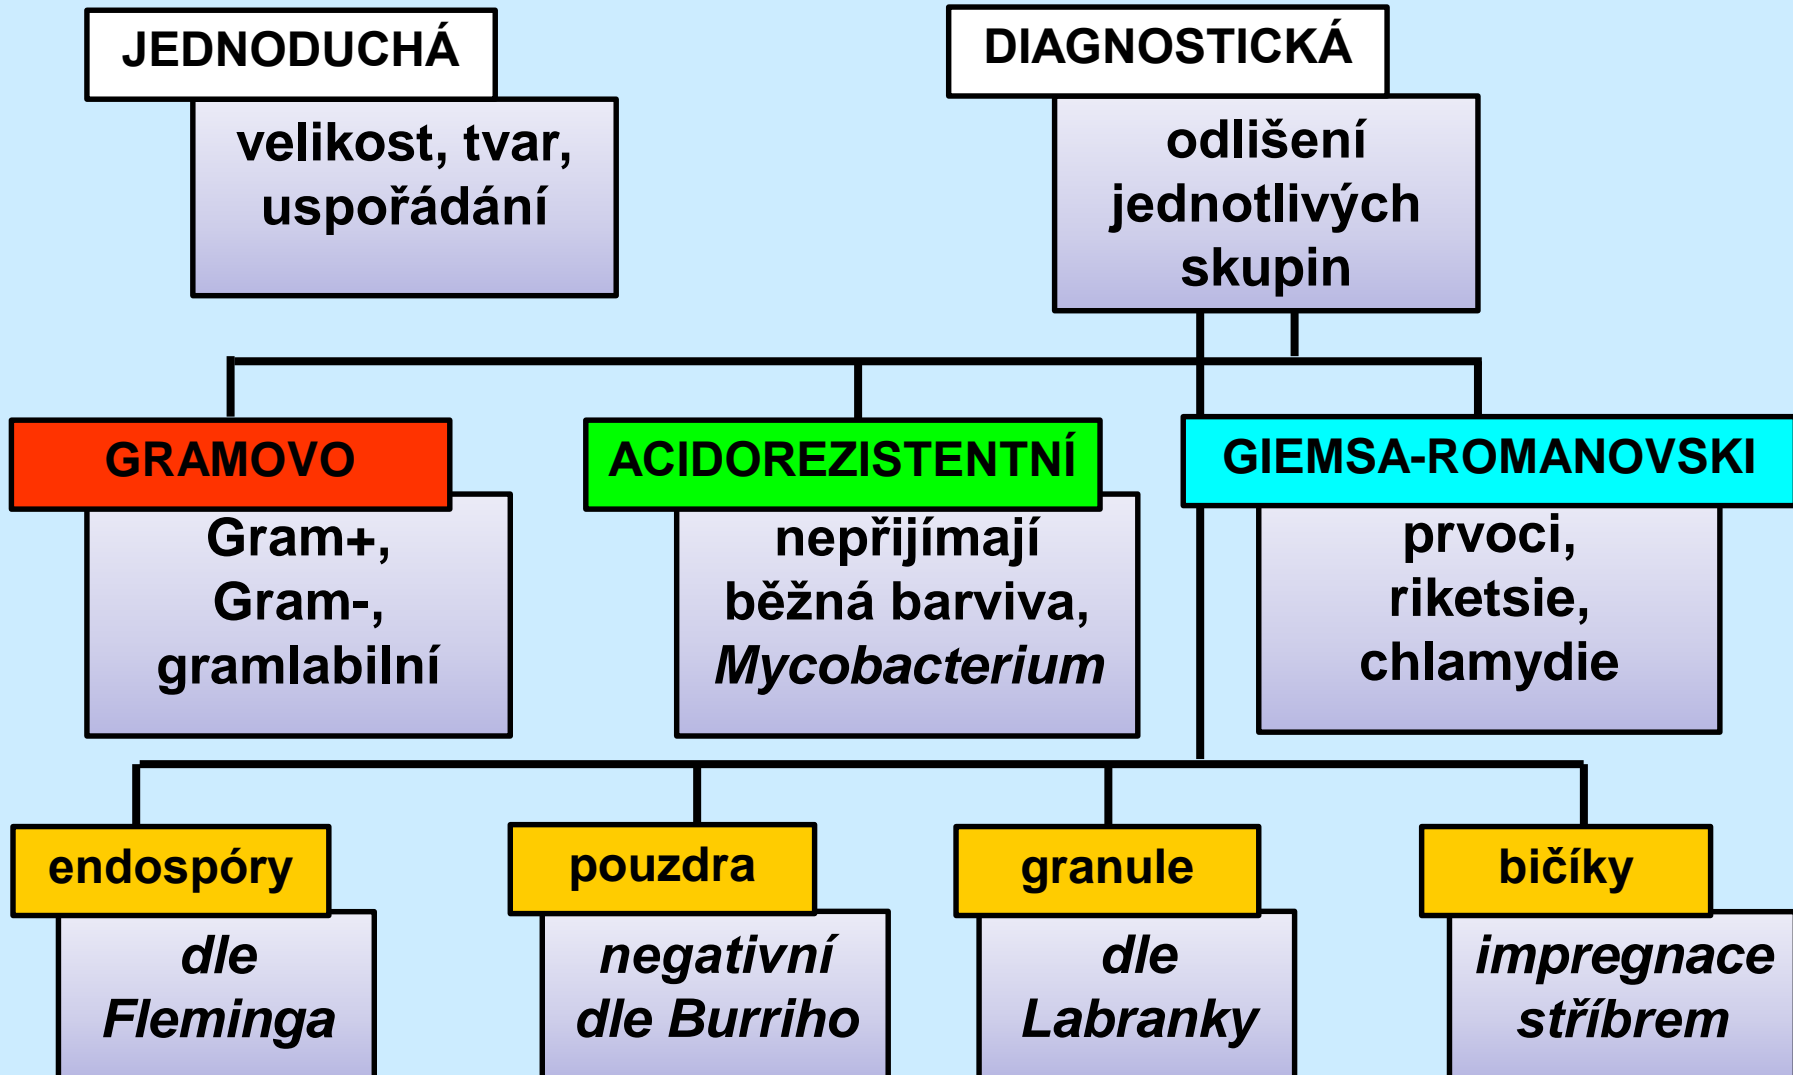 JEDNODUCHÁ
velikost, tvar,
uspořádání
DIAGNOSTICKÁ
odlišení
jednotlivých
skupin
GRAMOVO
Gram+,
Gram-,
gramlabilní
ACIDOREZISTENTNÍ
nepřijímají
běžná barviva,
Mycobacterium
GIEMSA-ROMANOVSKI
prvoci,
riketsie,
chlamydie
endospóry
dle
Fleminga
pouzdra
negativní
dle Burriho
granule
dle
Labranky
bičíky
impregnace
stříbrem